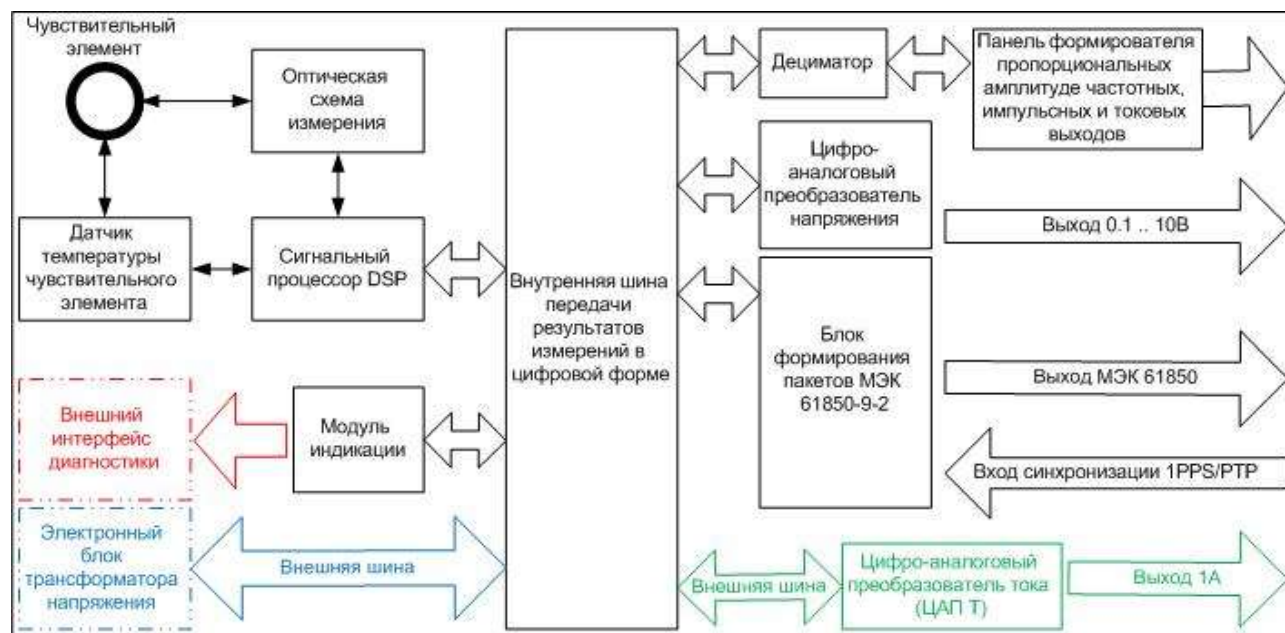 Чувствительный
элемент
Оптическая
схема
измерения
Датчик
температуры
чувствительного
элемента
Сигнальный
процессор DSP
Внешний
интерфейс
диагностики
Модуль
индикации
Электронный
блок
трансформатора
напряжения
Внешняя шина
Внутренняя шина
передачи
результатов
измерений в
цифровой форме
Дециматор
Панель формирователя
пропорциональных
амплитуде частотных,
импульсных и токовых
выходов
Цифро-
аналоговый
преобразователь
напряжения
Выход 0.1 .. 10В
Блок
формирования
пакетов МЭК
61850-9-2
Выход МЭК 61850
Вход синхронизации 1PPS/PTP
Внешняя шина
Цифро-аналоговый
преобразователь тока
(ЦАП Т)
Выход 1А